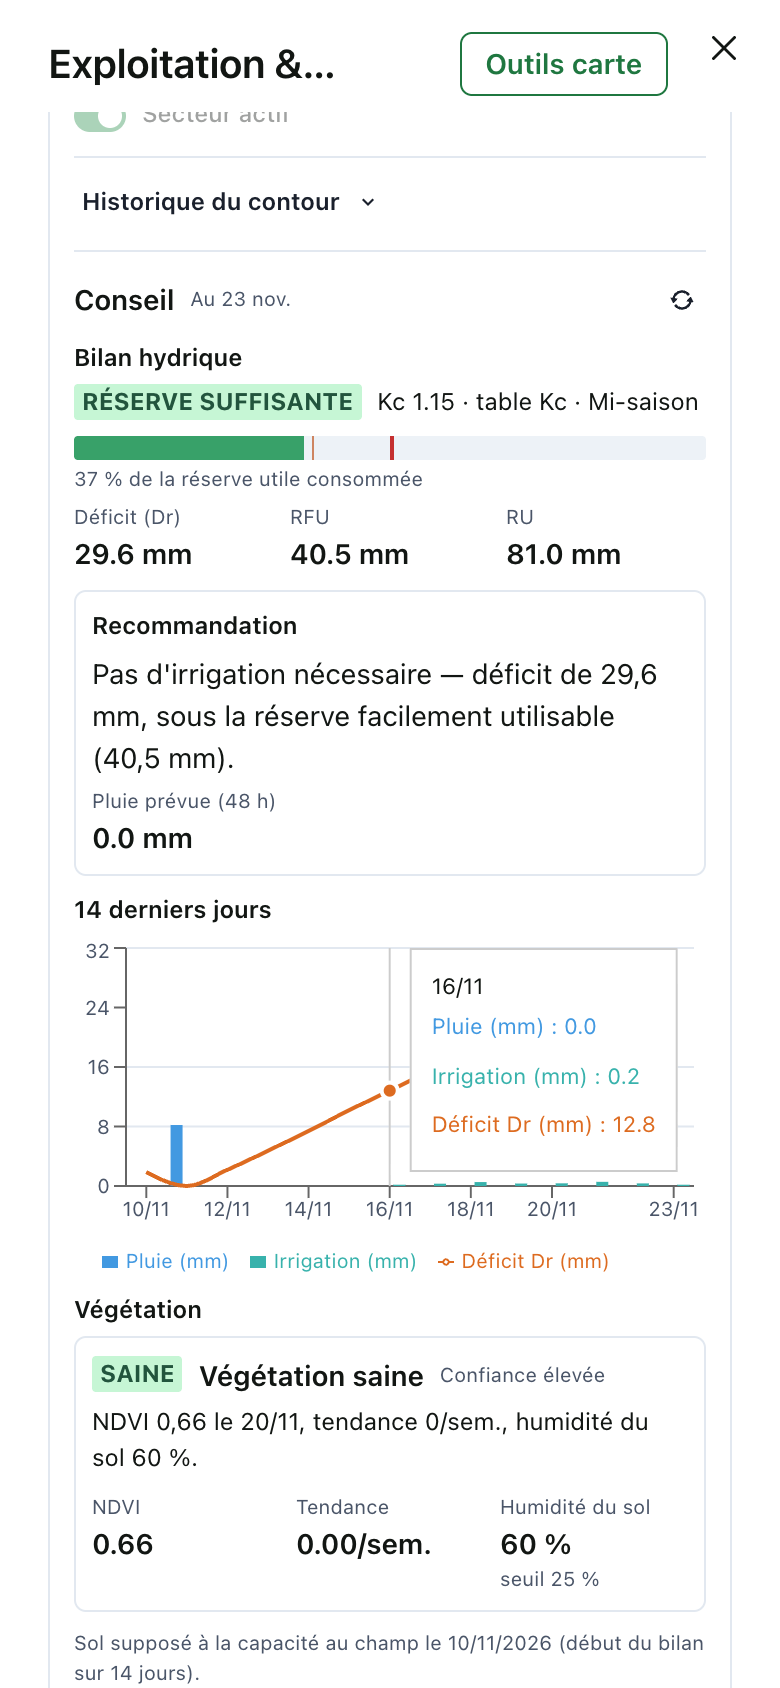 Exploitation &...
Outils carte
Secteur actif
Historique du contour
Conseil Au 23 nov.
Bilan hydrique
RÉSERVE SUFFISANTE Kc 1.15 · table Kc · Mi-saison
37 % de la réserve utile consommée
Déficit (Dr) RFU RU
29.6 mm 40.5 mm 81.0 mm
Recommandation
Pas d'irrigation nécessaire — déficit de 29,6
mm, sous la réserve facilement utilisable
(40,5 mm).
Pluie prévue (48 h)
0.0 mm
14 derniers jours
32
24
16
8
0
16/11
Pluie (mm) : 0.0
Irrigation (mm) : 0.2
Déficit Dr (mm) : 12.8
10/11 12/11 14/11 16/11 18/11 20/11 23/11
Pluie (mm) Irrigation (mm) Déficit Dr (mm)
Végétation
SAINE Végétation saine Confiance élevée
NDVI 0,66 le 20/11, tendance 0/sem., humidité du
sol 60 %.
NDVI Tendance Humidité du sol
0.66 0.00/sem. 60 %
seuil 25 %
Sol supposé à la capacité au champ le 10/11/2026 (début du bilan
sur 14 jours).